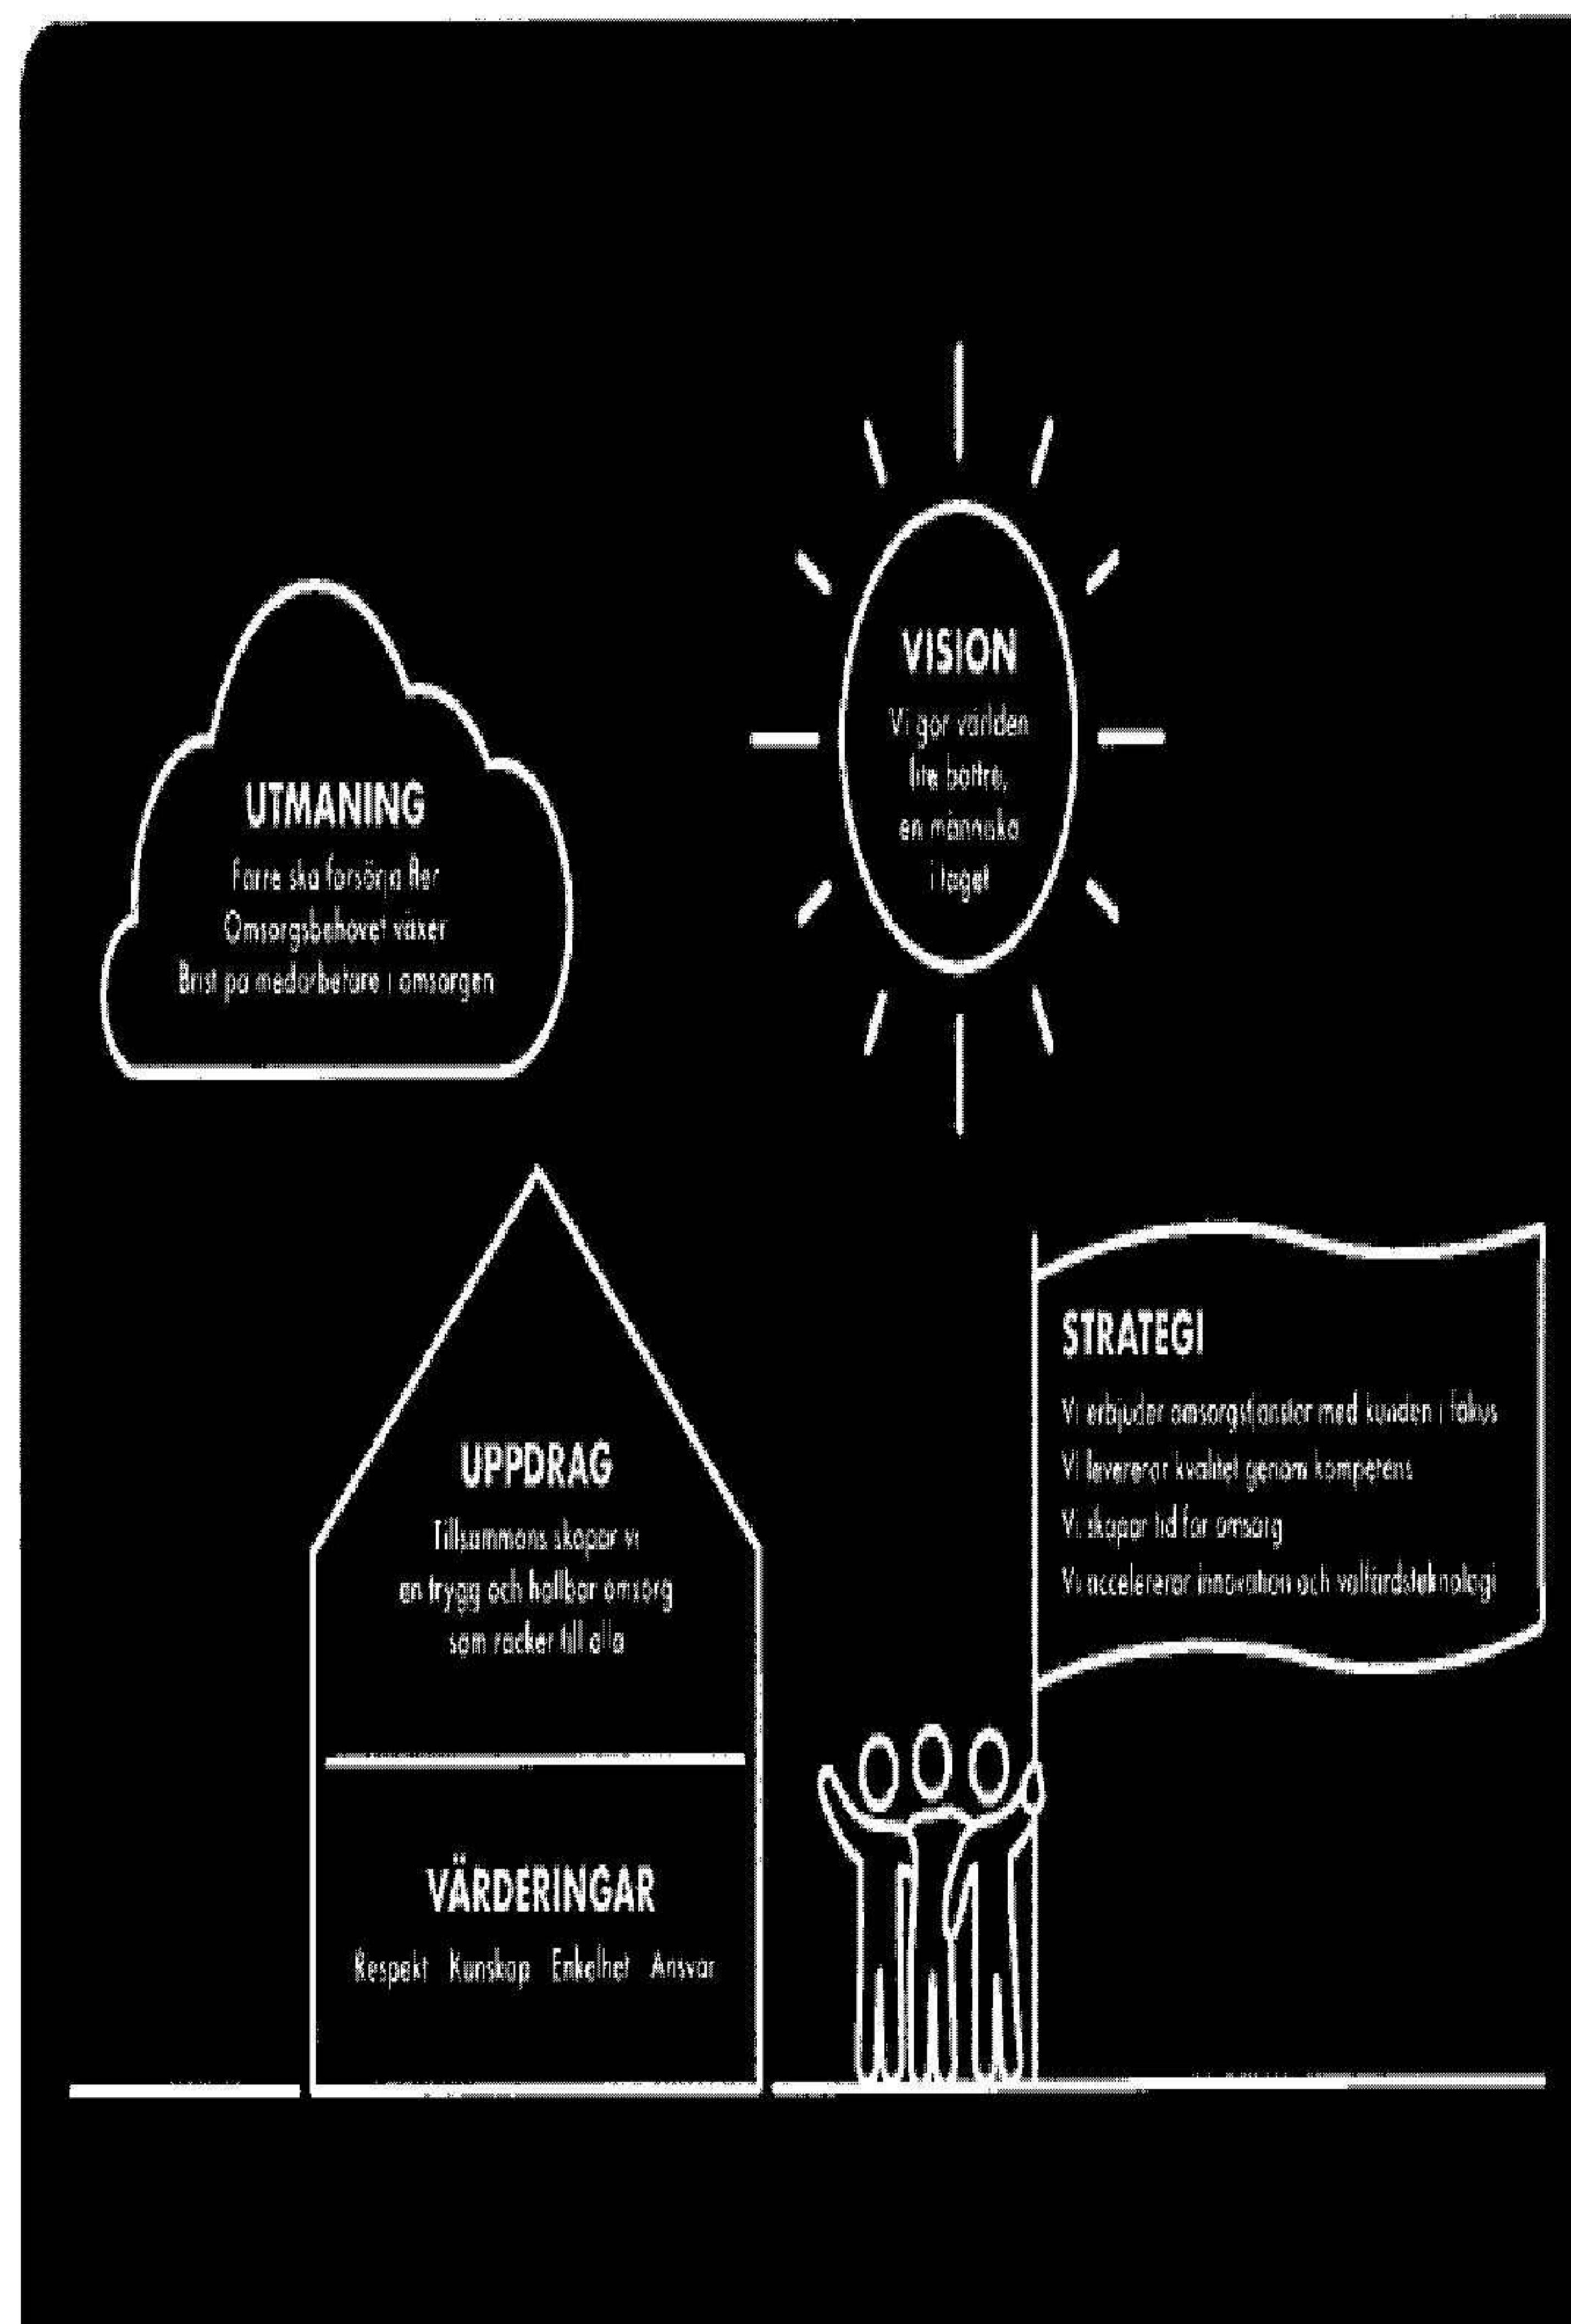 VISION
Vi gör världen
lite bättre,
en människa
i taget
UTMANING
Färre ska försörja fler
Omsorgsbehovet växer
Brist på medarbetare i omsorgen
STRATEGI
Vi erbjuder omsorgstjänster med kunden i fokus
Vi levererar kvalitet genom kompetens
Vi skapar tid för omsorg
Vi accelererar innovation och välfärdsteknologi
UPPDRAG
Tillsammans skapar vi
en trygg och hållbar omsorg
som räcker till alla
VÄRDERINGAR
Respekt Kunskap Enkelhet Ansvar